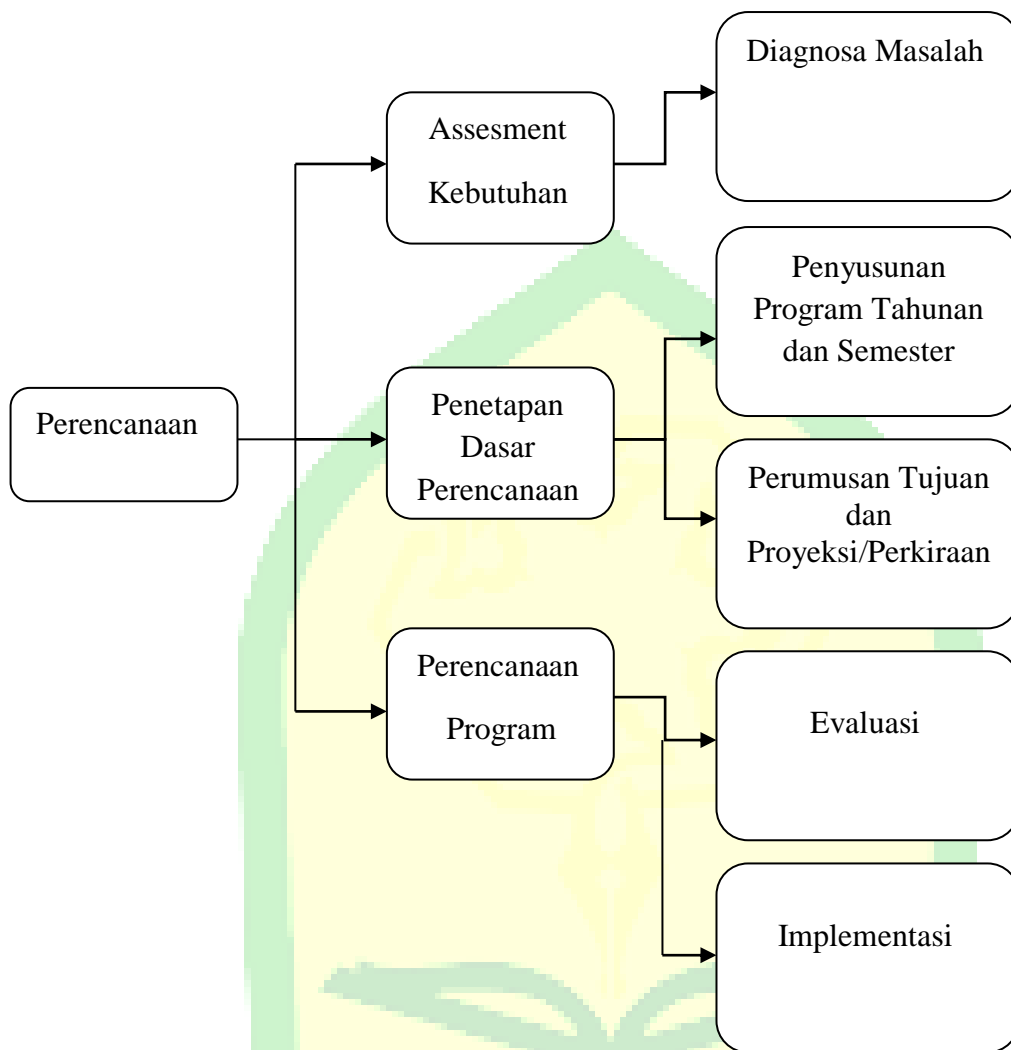 Diagnosa Masalah
Assesment
Kebutuhan
Penyusunan
Program Tahunan
dan Semester
Perencanaan
Penetapan
Dasar
Perencanaan
Perumusan Tujuan
dan
Proyeksi/Perkiraan
Perencanaan
Program
Evaluasi
Implementasi